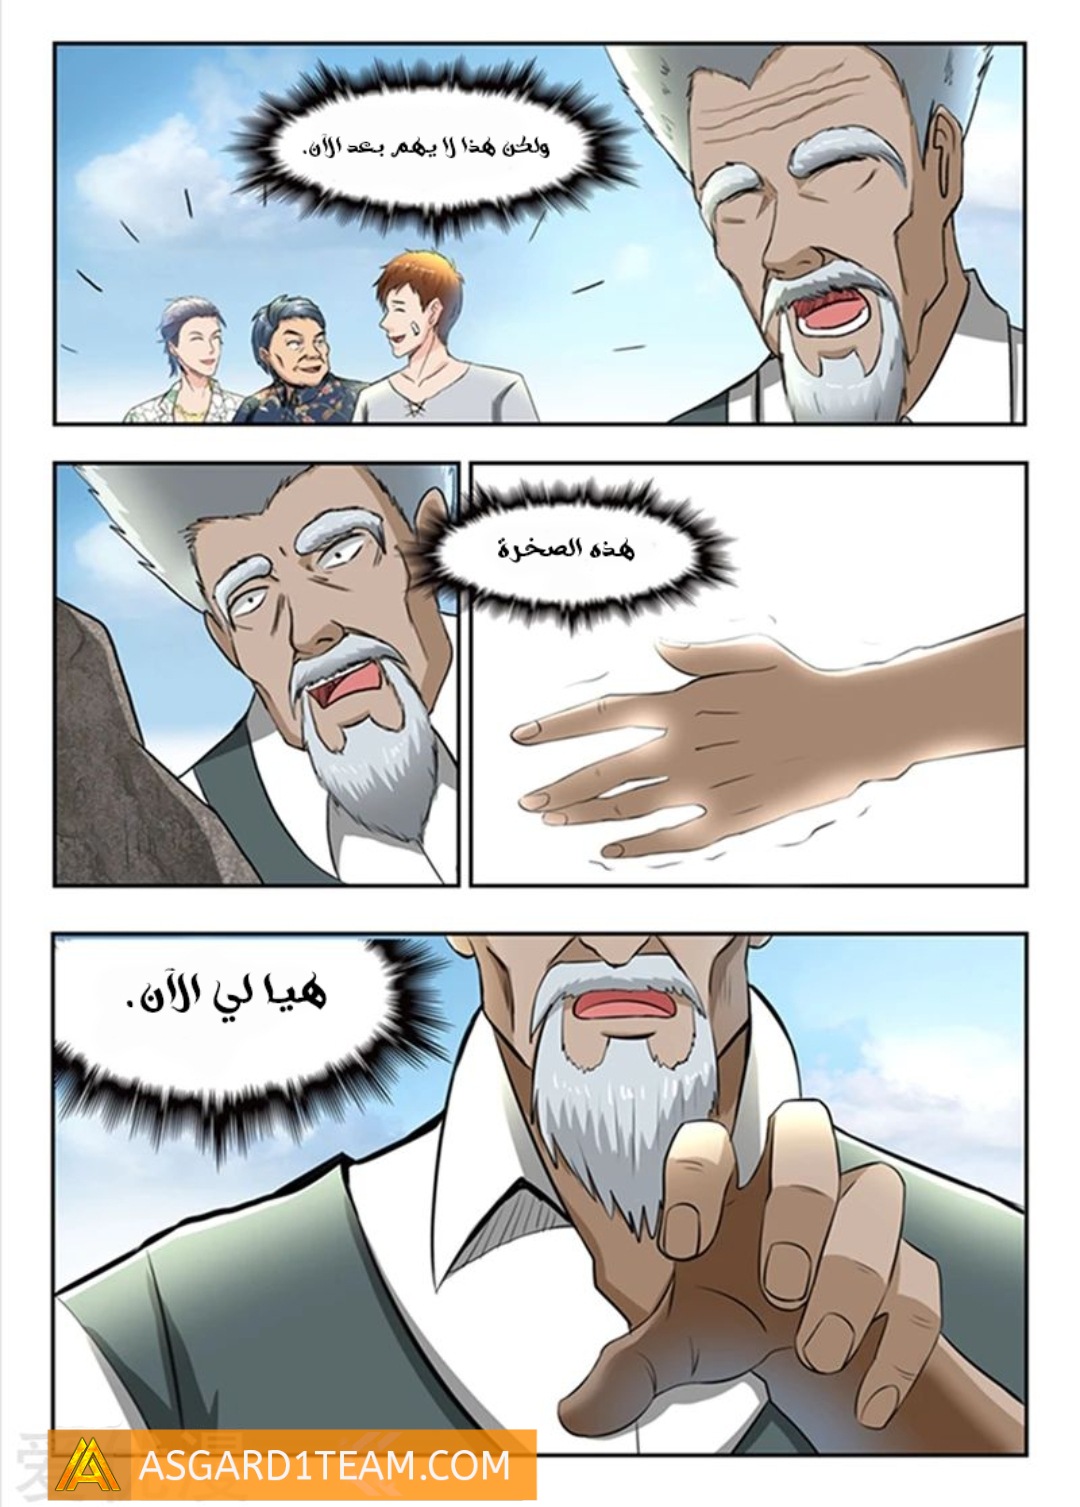 ولكن هذا لا يهم بعد الآن.
هذه الصخرة
هيا لي الآن.
ASGARD1TEAM.COM